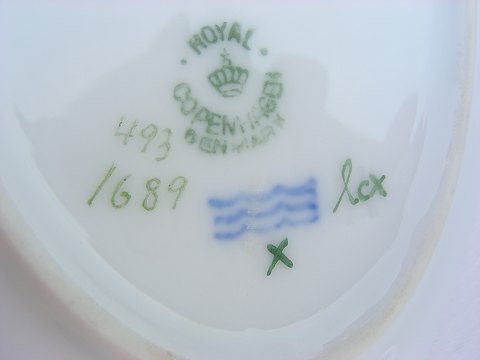 ROYAL
COPENHAGEN
DENMARK
493
1689
x